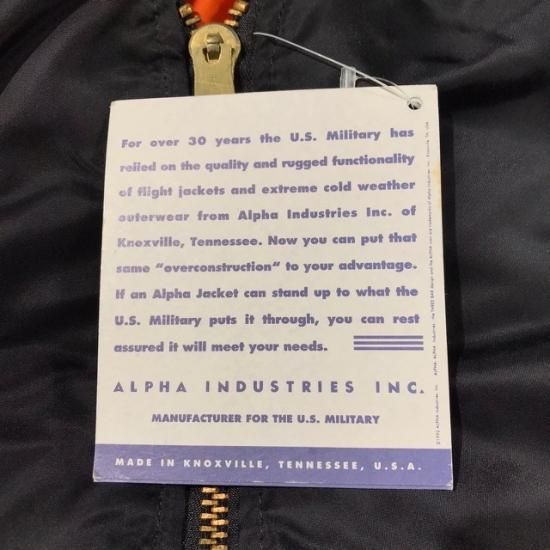 For over 30 years the U.S. Military has
relied on the quality and rugged functionality
of flight jackets and extreme cold weather
outerwear from Alpha Industries Inc. of
Knoxville, Tennessee. Now you can put that
same "overconstruction" to your advantage.
If an Alpha Jacket can stand up to what the
U.S. Military puts it through, you can rest
assured it will meet your needs.
ALPHA INDUSTRIES INC.
MANUFACTURER FOR THE U.S. MILITARY
MADE IN KNOXVILLE, TENNESSEE, U.S.A.